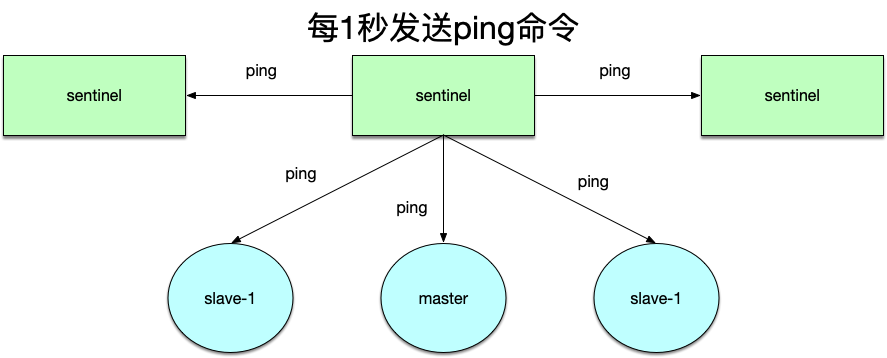 每1秒发送ping命令
ping
ping
sentinel
sentinel
sentinel
ping
ping
ping
slave-1
master
slave-1